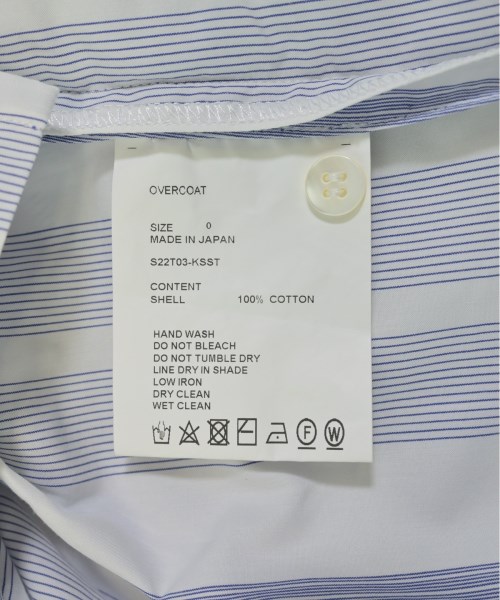 OVERCOAT
SIZE 0
MADE IN JAPAN
S22T03-KSST
CONTENT
SHELL 100% COTTON
HAND WASH
DO NOT BLEACH
DO NOT TUMBLE DRY
LINE DRY IN SHADE
LOW IRON
DRY CLEAN
WET CLEAN
F W